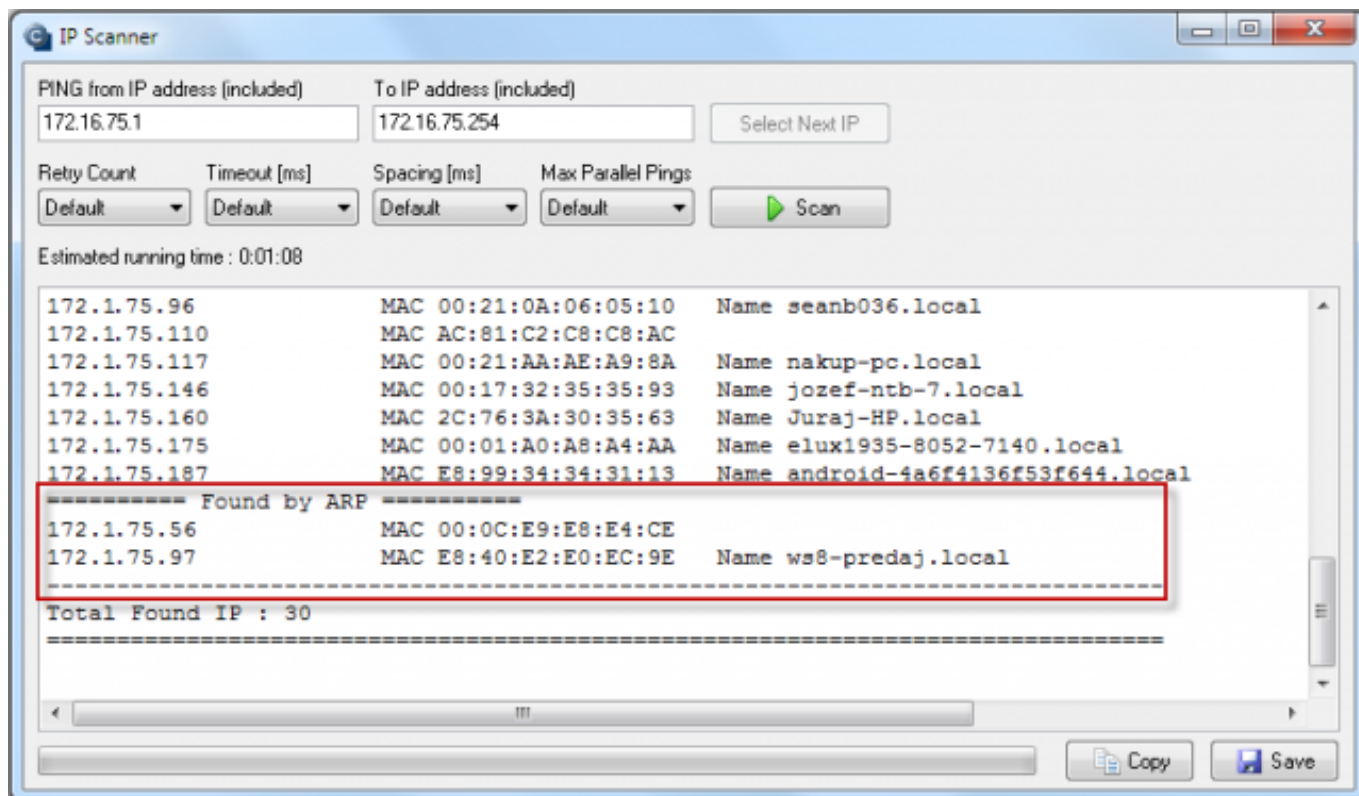 IP Scanner
PING from IP address (included) To IP address (included)
172.16.75.1 172.16.75.254 Select Next IP
Retry Count Timeout [ms] Spacing [ms] Max Parallel Pings
Default Default Default Default Scan
Estimated running time : 0:01:08
172.1.75.96 MAC 00:21:0A:06:05:10 Name seanb036.local
172.1.75.110 MAC AC:81:C2:C8:C8:AC
172.1.75.117 MAC 00:21:AA:AE:A9:8A Name nakup-pc.local
172.1.75.146 MAC 00:17:32:35:35:93 Name jozef-ntb-7.local
172.1.75.160 MAC 2C:76:3A:30:35:63 Name Juraj-HP.local
172.1.75.175 MAC 00:01:A0:A8:A4:AA Name elux1935-8052-7140.local
172.1.75.187 MAC E8:99:34:34:31:13 Name android-4a6f4136f53f644.local
========== Found by ARP ==========
172.1.75.56 MAC 00:0C:E9:E8:E4:CE
172.1.75.97 MAC E8:40:E2:E0:EC:9E Name ws8-predaj.local
--------------------------------------------------------------------------------
Total Found IP : 30
================================================================================
Copy Save